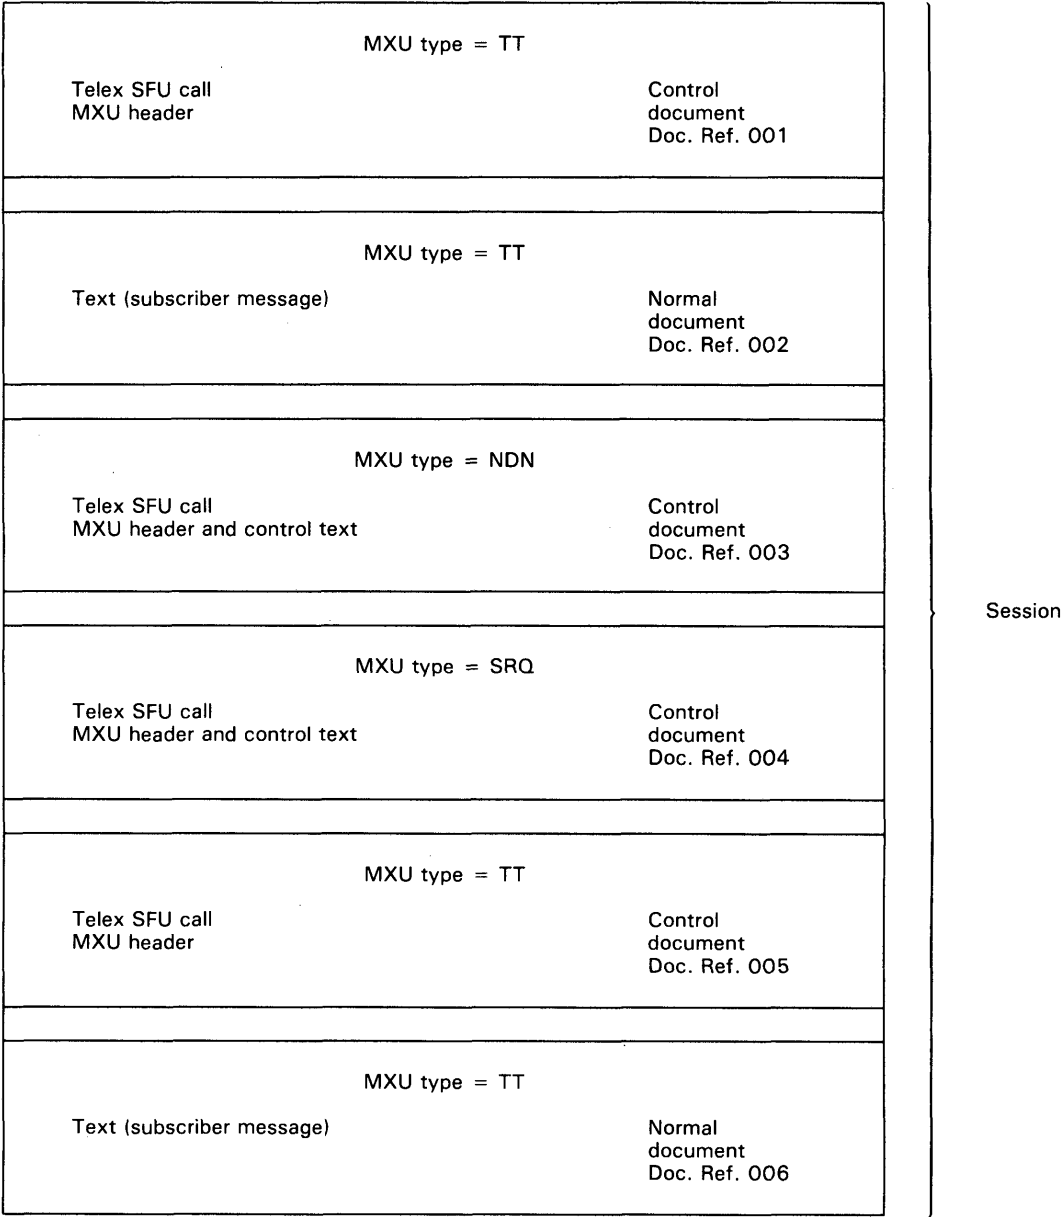 MXU type = TT
Telex SFU call
MXU header
Control
document
Doc. Ref. 001
MXU type = TT
Text (subscriber message)
Normal
document
Doc. Ref. 002
MXU type = NDN
Telex SFU call
MXU header and control text
Control
document
Doc. Ref. 003
MXU type = SRQ
Telex SFU call
MXU header and control text
Control
document
Doc. Ref. 004
MXU type = TT
Telex SFU call
MXU header
Control
document
Doc. Ref. 005
MXU type = TT
Text (subscriber message)
Normal
document
Doc. Ref. 006
Session